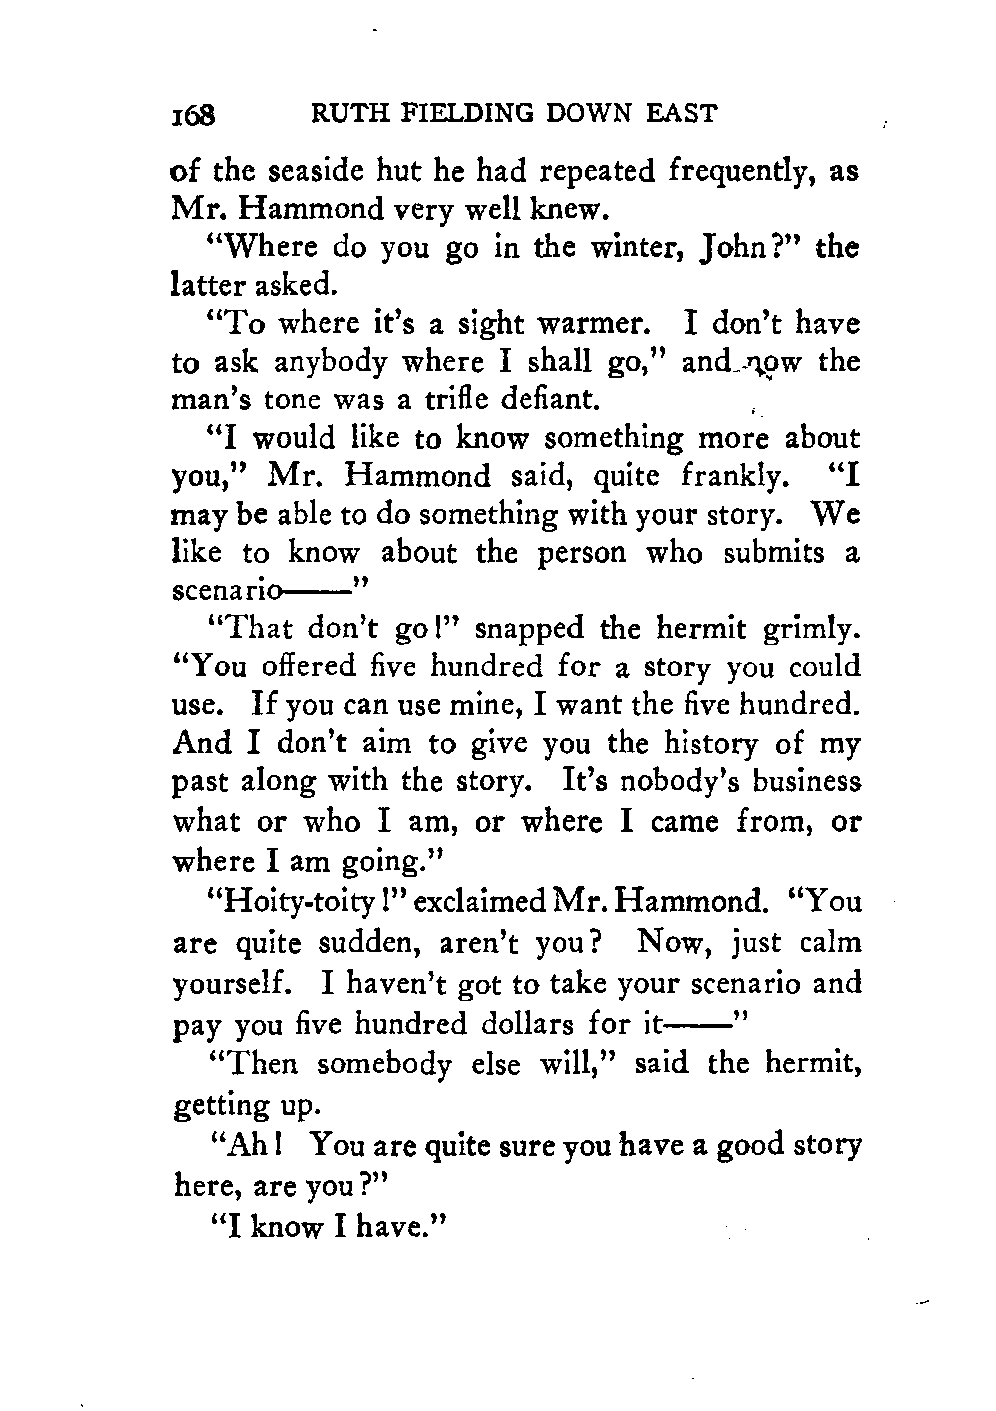 168 RUTH FIELDING DOWN EAST
of the seaside hut he had repeated frequently, as
Mr. Hammond very well knew.
“Where do you go in the winter, John?” the
latter asked.
“To where it’s a sight warmer. I don’t have
to ask anybody where I shall go,” and now the
man’s tone was a trifle defiant.
“I would like to know something more about
you,” Mr. Hammond said, quite frankly. “I
may be able to do something with your story. We
like to know about the person who submits a
scenario——”
“That don’t go!” snapped the hermit grimly.
“You offered five hundred for a story you could
use. If you can use mine, I want the five hundred.
And I don’t aim to give you the history of my
past along with the story. It’s nobody’s business
what or who I am, or where I came from, or
where I am going.”
“Hoity-toity!” exclaimed Mr. Hammond. “You
are quite sudden, aren’t you? Now, just calm
yourself. I haven’t got to take your scenario and
pay you five hundred dollars for it——”
“Then somebody else will,” said the hermit,
getting up.
“Ah! You are quite sure you have a good story
here, are you?”
“I know I have.”